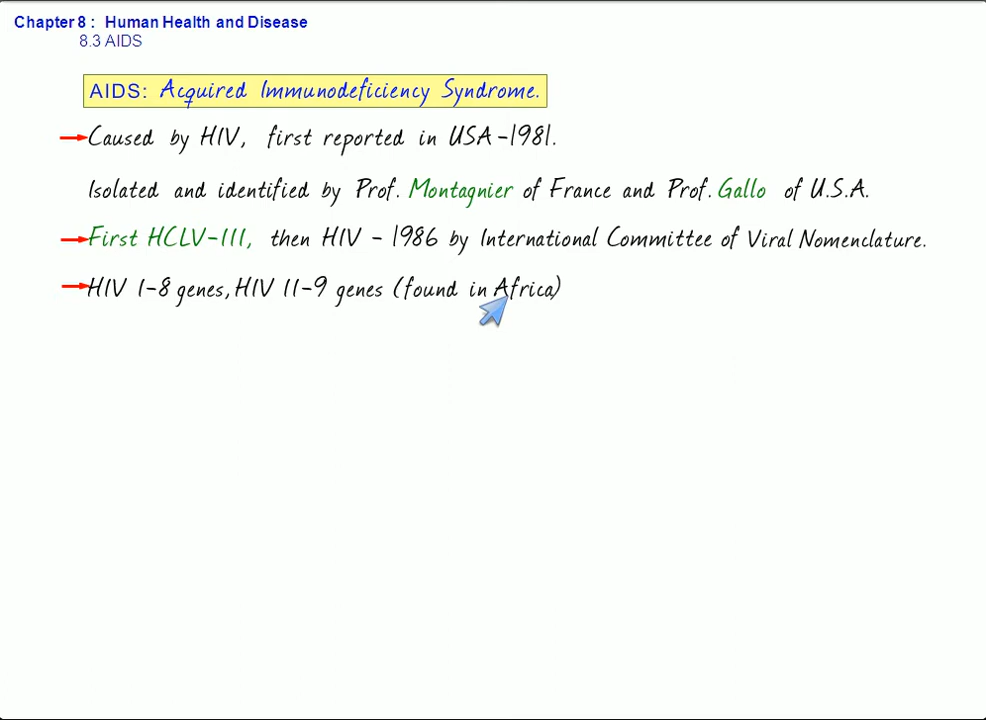 Chapter 8 : Human Health and Disease
8.3 AIDS
AIDS: Acquired Immunodeficiency Syndrome.
Caused by HIV, first reported in USA-1981.
Isolated and identified by Prof. Montagnier of France and Prof. Gallo of U.S.A.
First HCLV-III, then HIV - 1986 by International Committee of Viral Nomenclature.
HIV I-8 genes, HIV II-9 genes (found in Africa)